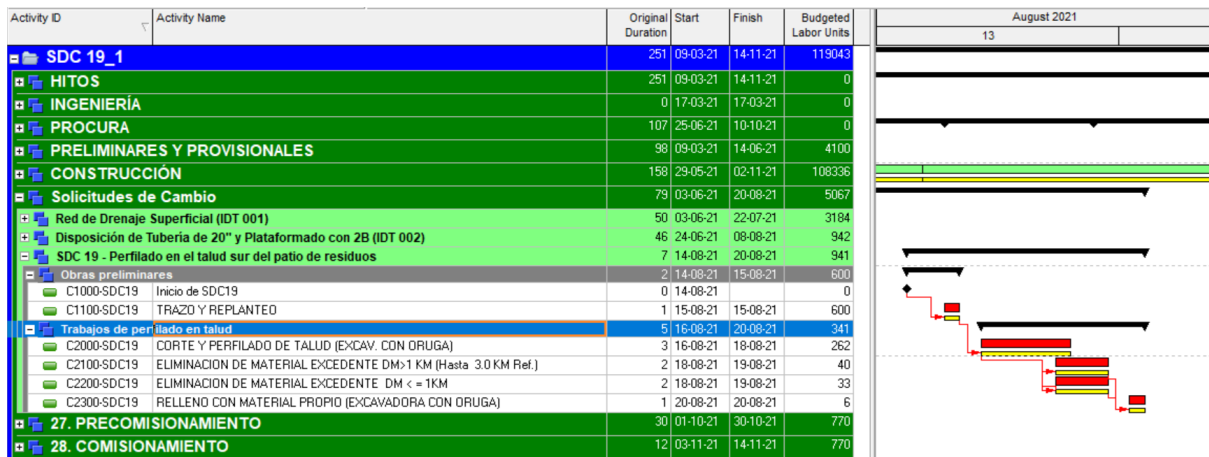 Activity ID Activity Name Original Duration Start Finish Budgeted Labor Units August 2021
13
SDC 19_1 251 09-03-21 14-11-21 119043
HITOS 251 09-03-21 14-11-21 0
INGENIERÍA 0 17-03-21 17-03-21 0
PROCURA 107 25-06-21 10-10-21 0
PRELIMINARES Y PROVISIONALES 98 09-03-21 14-06-21 4100
CONSTRUCCIÓN 158 29-05-21 02-11-21 108336
Solicitudes de Cambio 79 03-06-21 20-08-21 5067
Red de Drenaje Superficial (IDT 001) 50 03-06-21 22-07-21 3184
Disposición de Tubería de 20" y Plataformado con 2B (IDT 002) 46 24-06-21 08-08-21 942
SDC 19 - Perfilado en el talud sur del patio de residuos 7 14-08-21 20-08-21 941
Obras preliminares 2 14-08-21 15-08-21 600
C1000-SDC19 Inicio de SDC19 0 14-08-21 0
C1100-SDC19 TRAZO Y REPLANTEO 1 15-08-21 15-08-21 600
Trabajos de perfilado en talud 5 16-08-21 20-08-21 341
C2000-SDC19 CORTE Y PERFILADO DE TALUD (EXCAV. CON ORUGA) 3 16-08-21 18-08-21 262
C2100-SDC19 ELIMINACION DE MATERIAL EXCEDENTE DM>1 KM (Hasta 3.0 KM Ref.) 2 18-08-21 19-08-21 40
C2200-SDC19 ELIMINACION DE MATERIAL EXCEDENTE DM < = 1KM 2 18-08-21 19-08-21 33
C2300-SDC19 RELLENO CON MATERIAL PROPIO (EXCAVADORA CON ORUGA) 1 20-08-21 20-08-21 6
27. PRECOMISIONAMIENTO 30 01-10-21 30-10-21 770
28. COMISIONAMIENTO 12 03-11-21 14-11-21 770